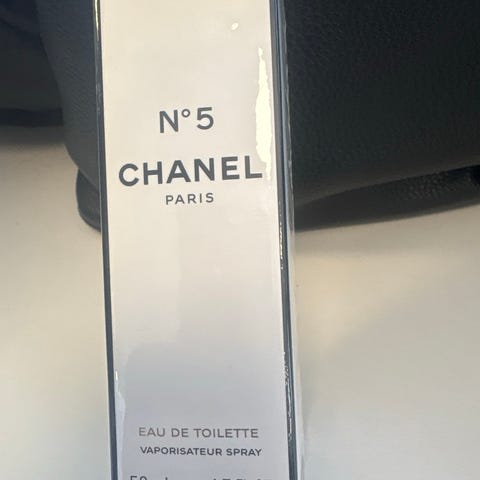 N°5
CHANEL
PARIS
EAU DE TOILETTE
VAPORISATEUR SPRAY